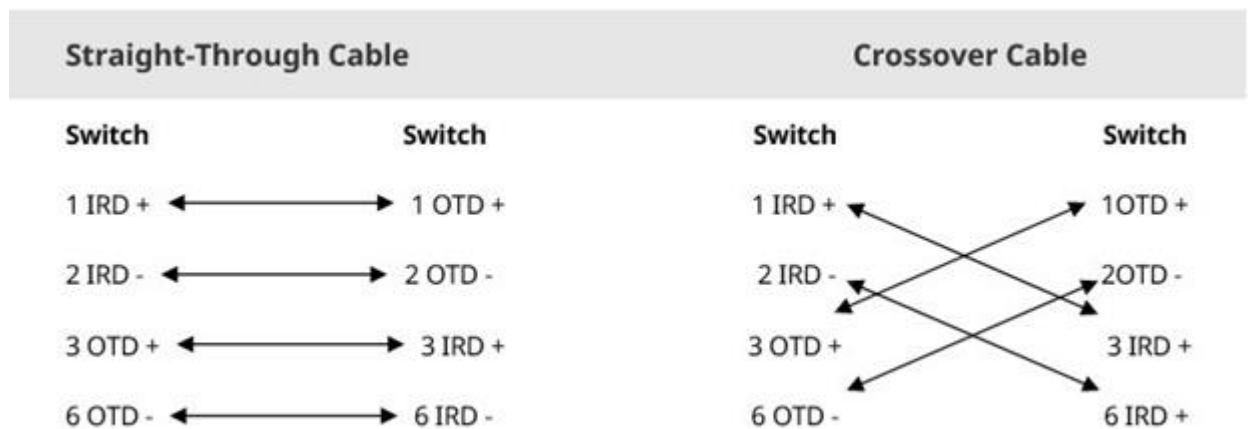 Straight-Through Cable Crossover Cable
Switch Switch Switch Switch
1 IRD + 1 OTD + 1 IRD + 1OTD +
2 IRD - 2 OTD - 2 IRD - 2OTD -
3 OTD + 3 IRD + 3 OTD + 3 IRD +
6 OTD - 6 IRD - 6 OTD - 6 IRD +